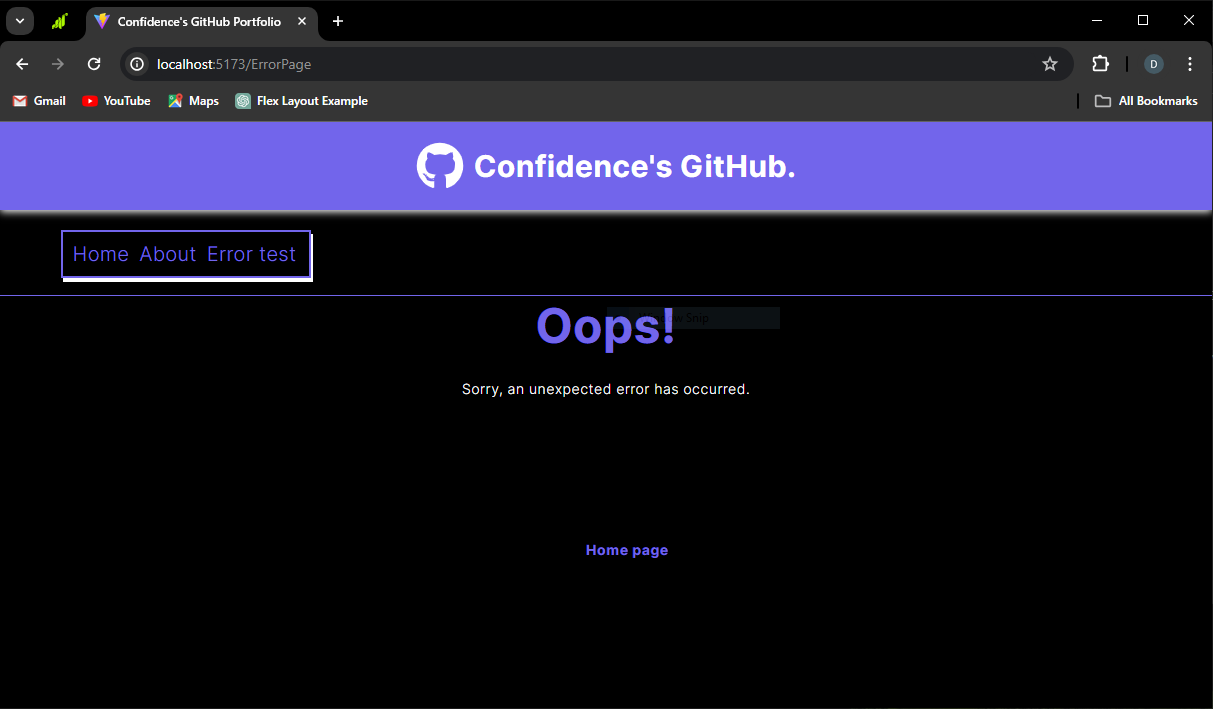 Confidence's GitHub Portfolio
localhost:5173/ErrorPage
D
Gmail YouTube Maps Flex Layout Example All Bookmarks
Confidence's GitHub.
Home About Error test
Oops!
Snip
Sorry, an unexpected error has occurred.
Home page